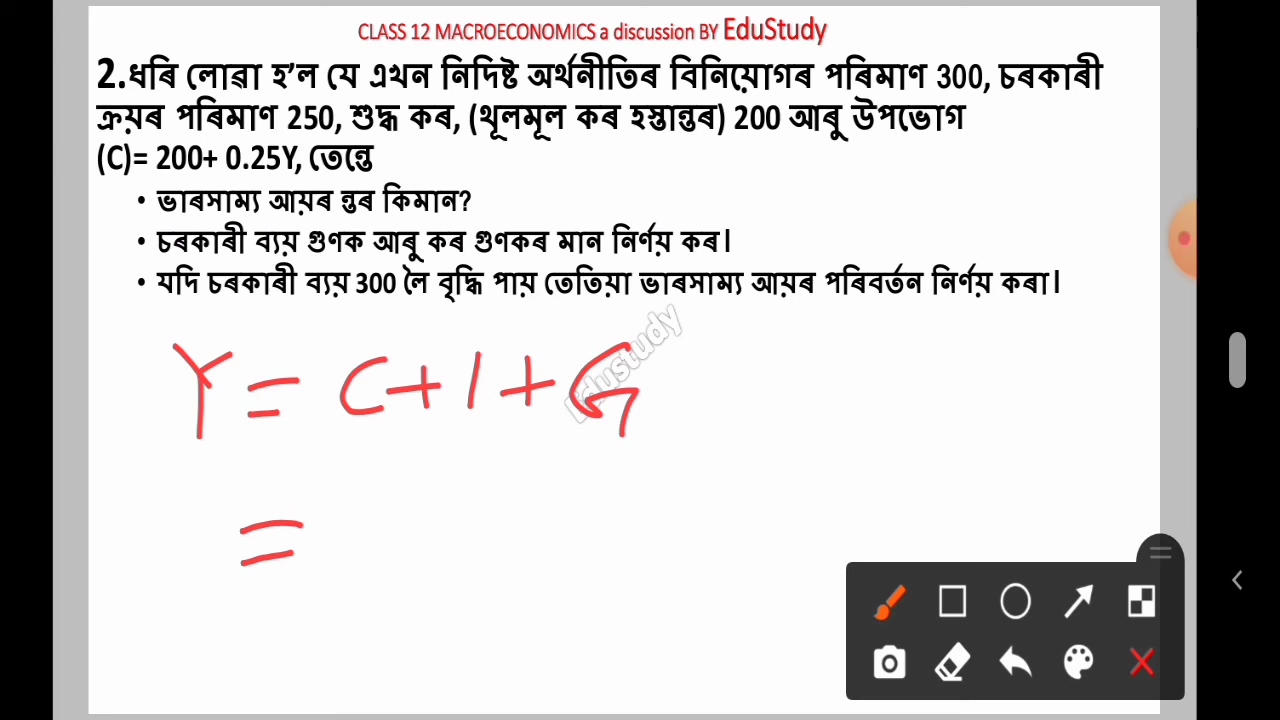 CLASS 12 MACROECONOMICS a discussion BY EduStudy
2.ধৰি লোৱা হ’ল যে এখন নিদিষ্ট অৰ্থনীতিৰ বিনিয়োগৰ পৰিমাণ 300, চৰকাৰী
ক্ৰয়ৰ পৰিমাণ 250, শুদ্ধ কৰ, (থূলমূল কৰ হস্তান্তৰ) 200 আৰু উপভোগ
(C)= 200+ 0.25Y, তেন্তে
• ভাৰসাম্য আয়ৰ ন্তৰ কিমান?
• চৰকাৰী ব্যয় গুণক আৰু কৰ গুণকৰ মান নিৰ্ণয় কৰ।
• যদি চৰকাৰী ব্যয় 300 লৈ বৃদ্ধি পায় তেতিয়া ভাৰসাম্য আয়ৰ পৰিবৰ্তন নিৰ্ণয় কৰা।
Edustudy
Y = C + I + G
=